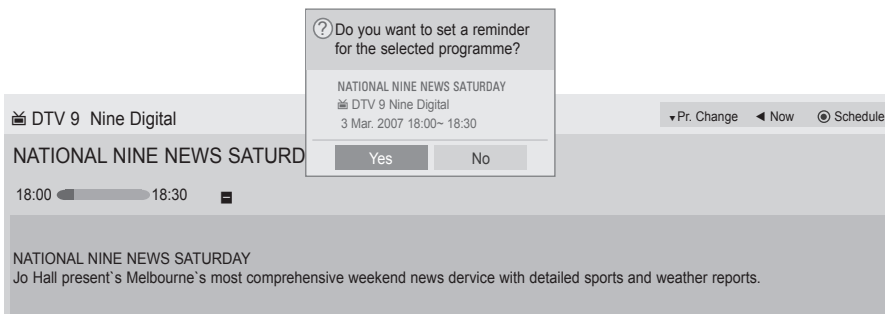 Do you want to set a reminder
for the selected programme?
NATIONAL NINE NEWS SATURDAY
DTV 9 Nine Digital
3 Mar. 2007 18:00~ 18:30
Yes No
DTV 9 Nine Digital
Pr. Change Now Schedule
NATIONAL NINE NEWS SATURD
18:00 18:30
NATIONAL NINE NEWS SATURDAY
Jo Hall present`s Melbourne`s most comprehensive weekend news dervice with detailed sports and weather reports.